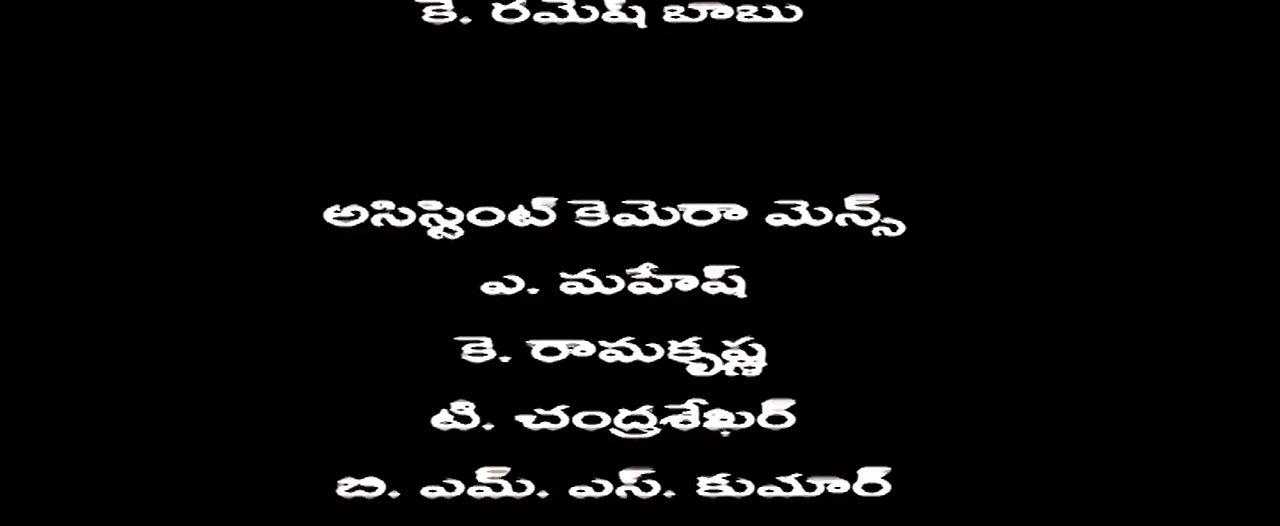 కే. రమేష్ బాబు
అసిస్టింట్ కెమెరా మెన్స్
ఎ. మహేష్
కె. రామకృష్ణ
టి. చంద్రశేఖర్
ఐ. ఎమ్. ఎస్. కుమార్